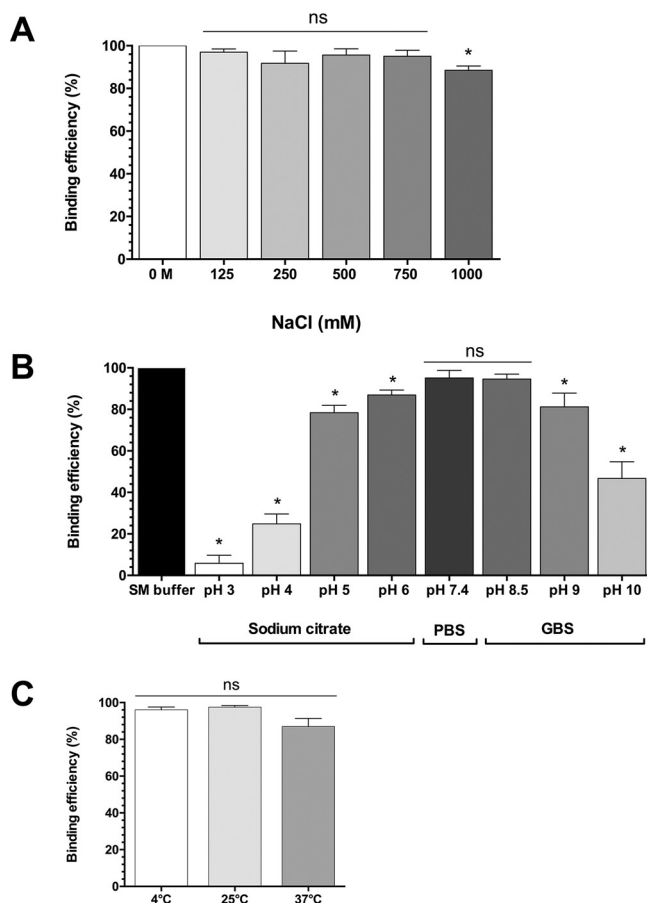 A
ns
Binding efficiency (%)
100
80
60
40
20
0
*
0 M 125 250 500 750 1000
NaCl (mM)
B
ns
Binding efficiency (%)
100
80
60
40
20
0
* * * * * *
SM buffer pH 3 pH 4 pH 5 pH 6 pH 7.4 pH 8.5 pH 9 pH 10
Sodium citrate PBS GBS
C
ns
Binding efficiency (%)
100
80
60
40
20
0
4°C 25°C 37°C